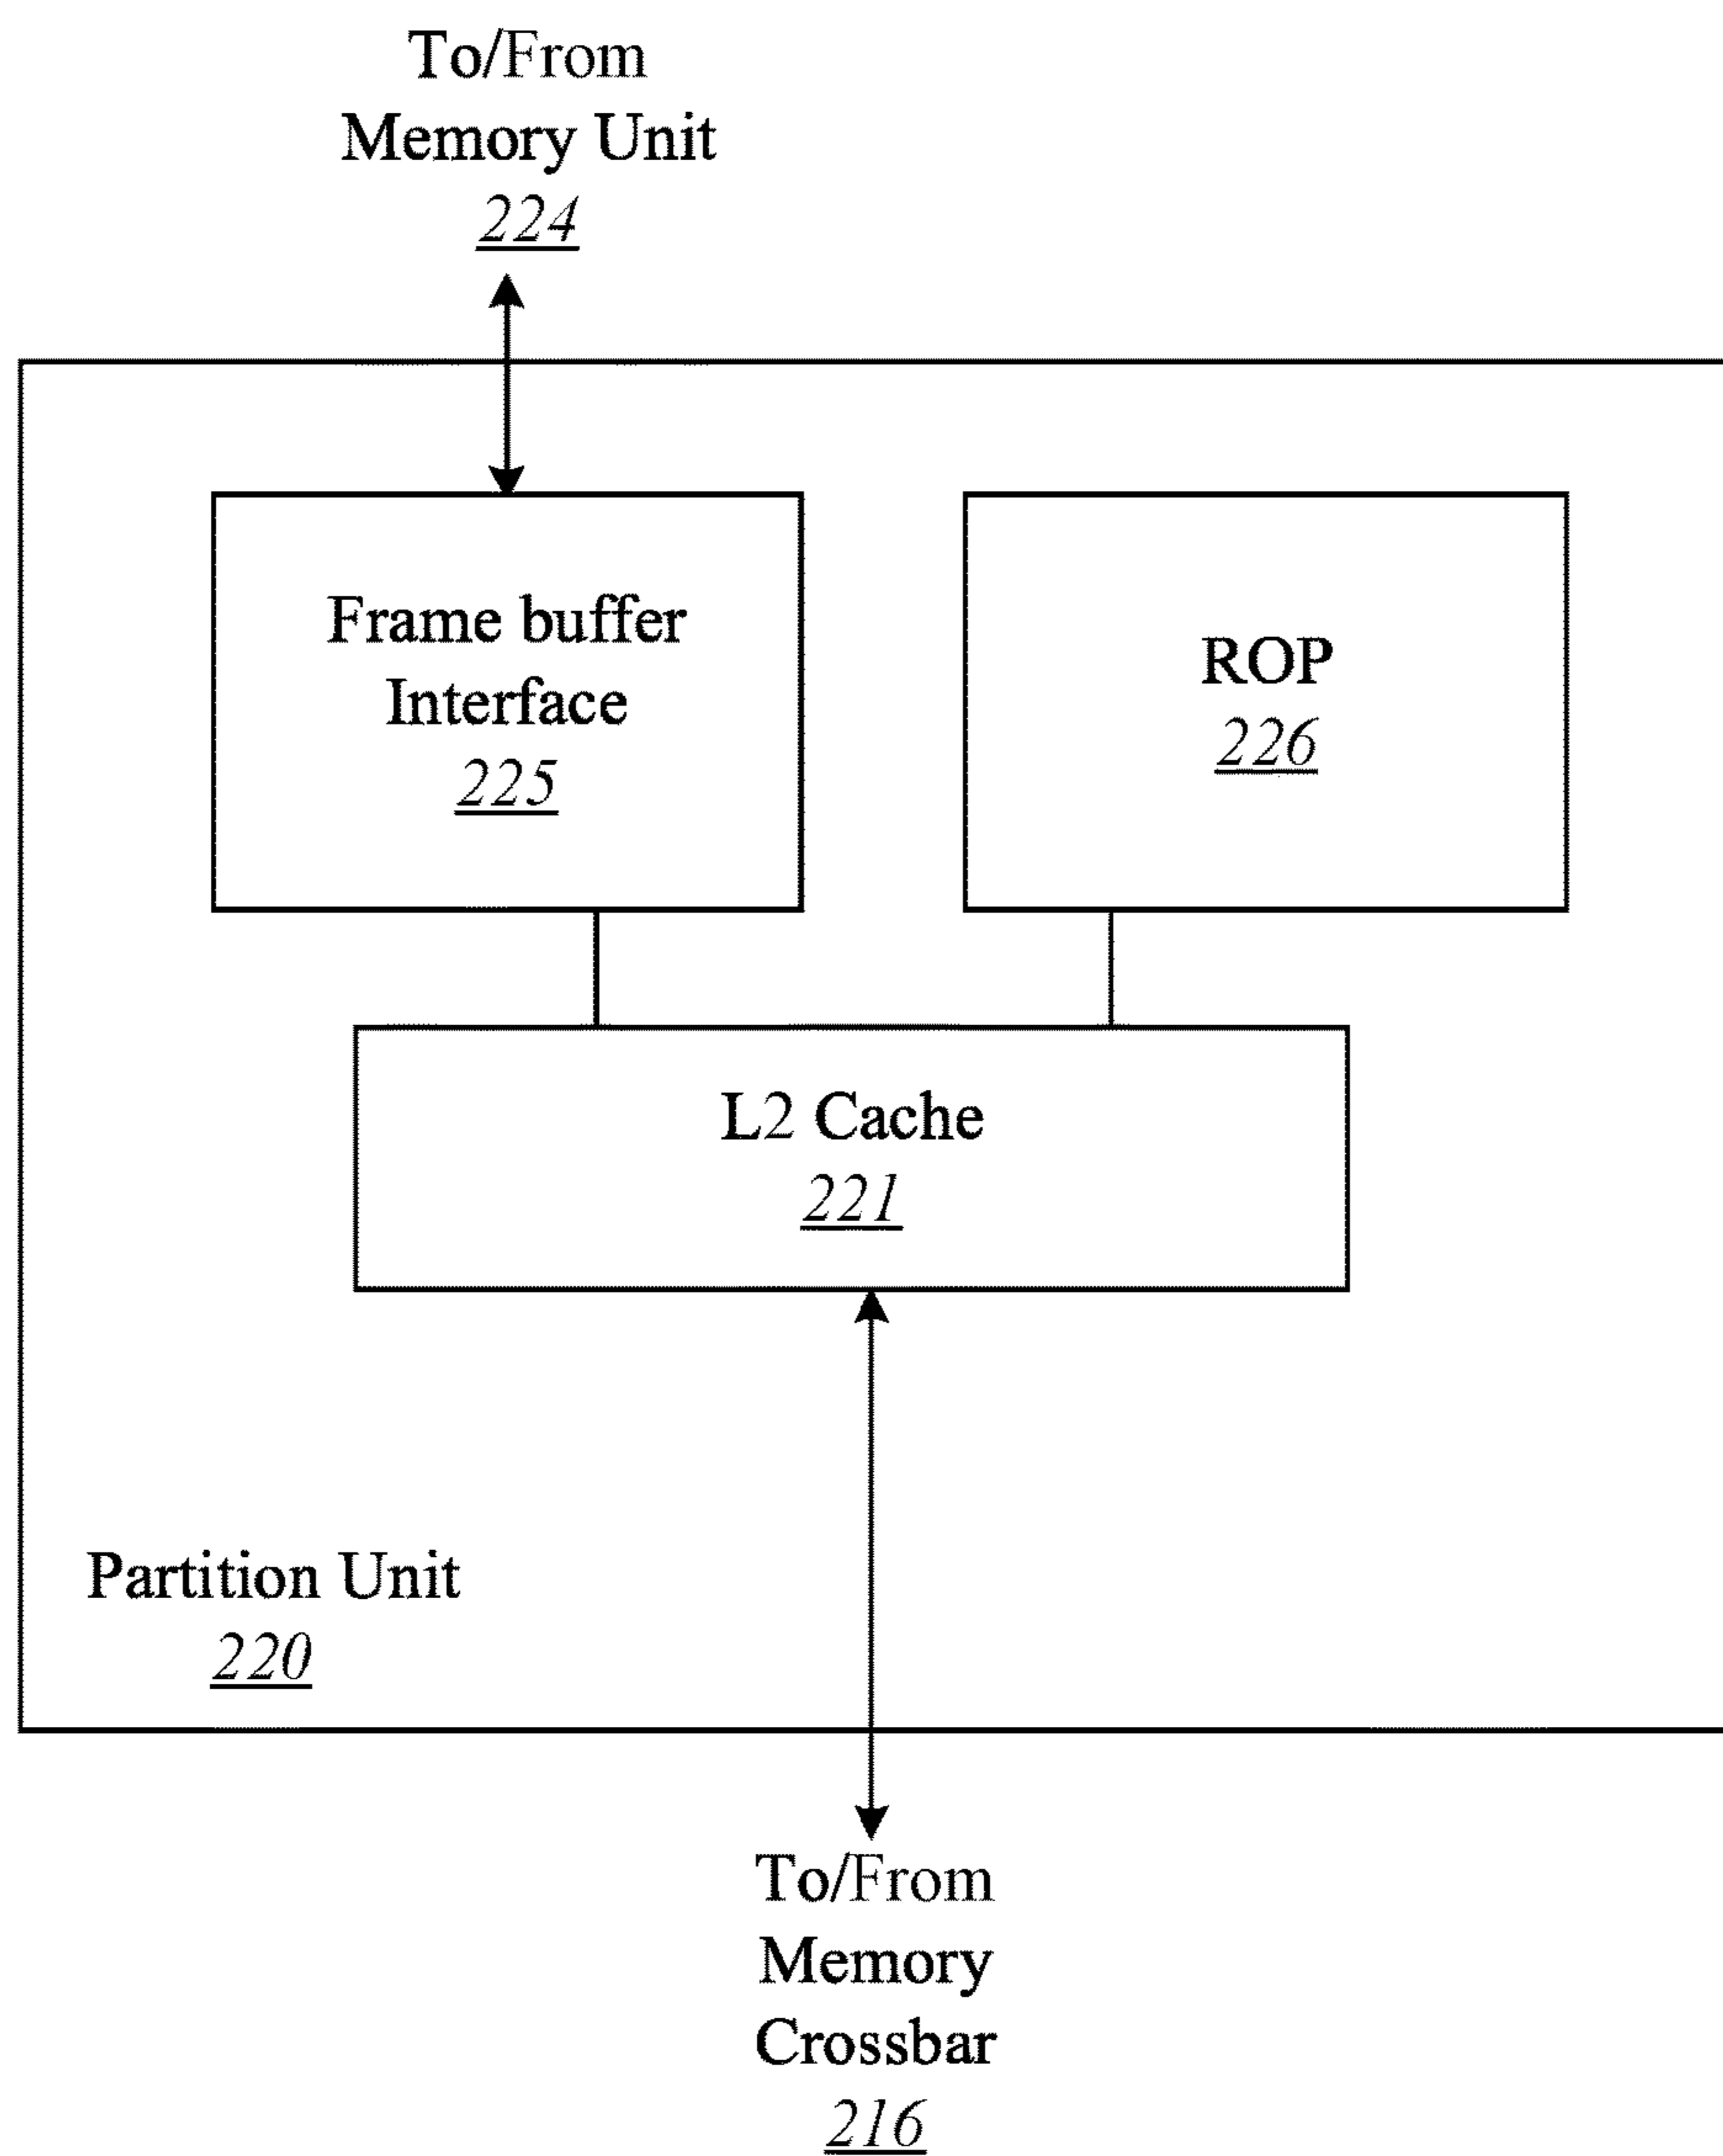 To/From
Memory Unit
224
Frame buffer
Interface
225
ROP
226
L2 Cache
221
Partition Unit
220
To/From
Memory
Crossbar
216